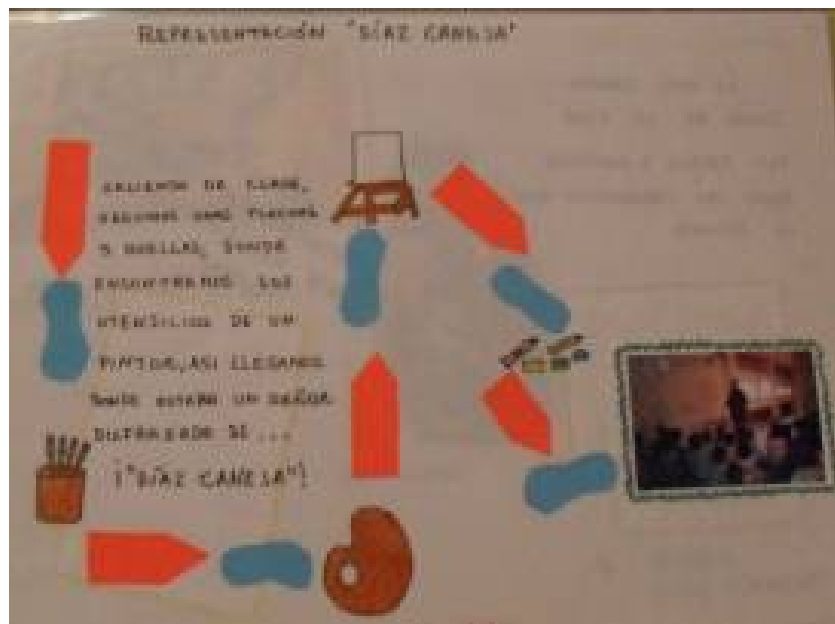 REPRESENTACIÓN "DÍAZ CANEJA"
SALIENDO DE CLASE,
SEGUIMOS UNAS FLECHAS
Y HUELLAS, DONDE
ENCONTRAMOS LOS
UTENSILIOS DE UN
PINTOR, ASI LLEGAMOS
DONDE ESTABA UN SEÑOR
DISFRAZADO DE ...
¡"DÍAZ CANEJA"!